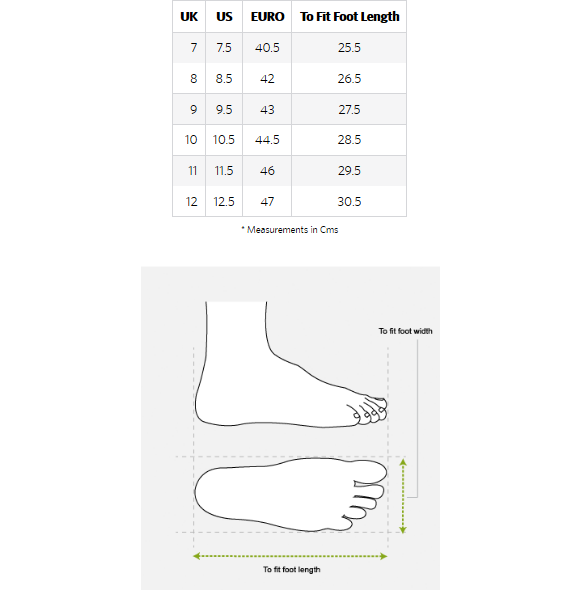 UK US EURO To Fit Foot Length
7 7.5 40.5 25.5
8 8.5 42 26.5
9 9.5 43 27.5
10 10.5 44.5 28.5
11 11.5 46 29.5
12 12.5 47 30.5
* Measurements in Cms
To fit foot width
To fit foot length